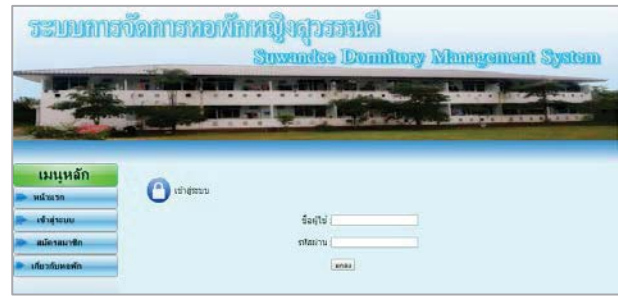 ระบบการจัดการหอพักหญิงสุวรรณดี
Suwandee Dormitory Management System
เมนูหลัก
หน้าแรก
เข้าสู่ระบบ
สมัครสมาชิก
เกี่ยวกับหอพัก
เข้าสู่ระบบ
ชื่อผู้ใช้
รหัสผ่าน
ตกลง